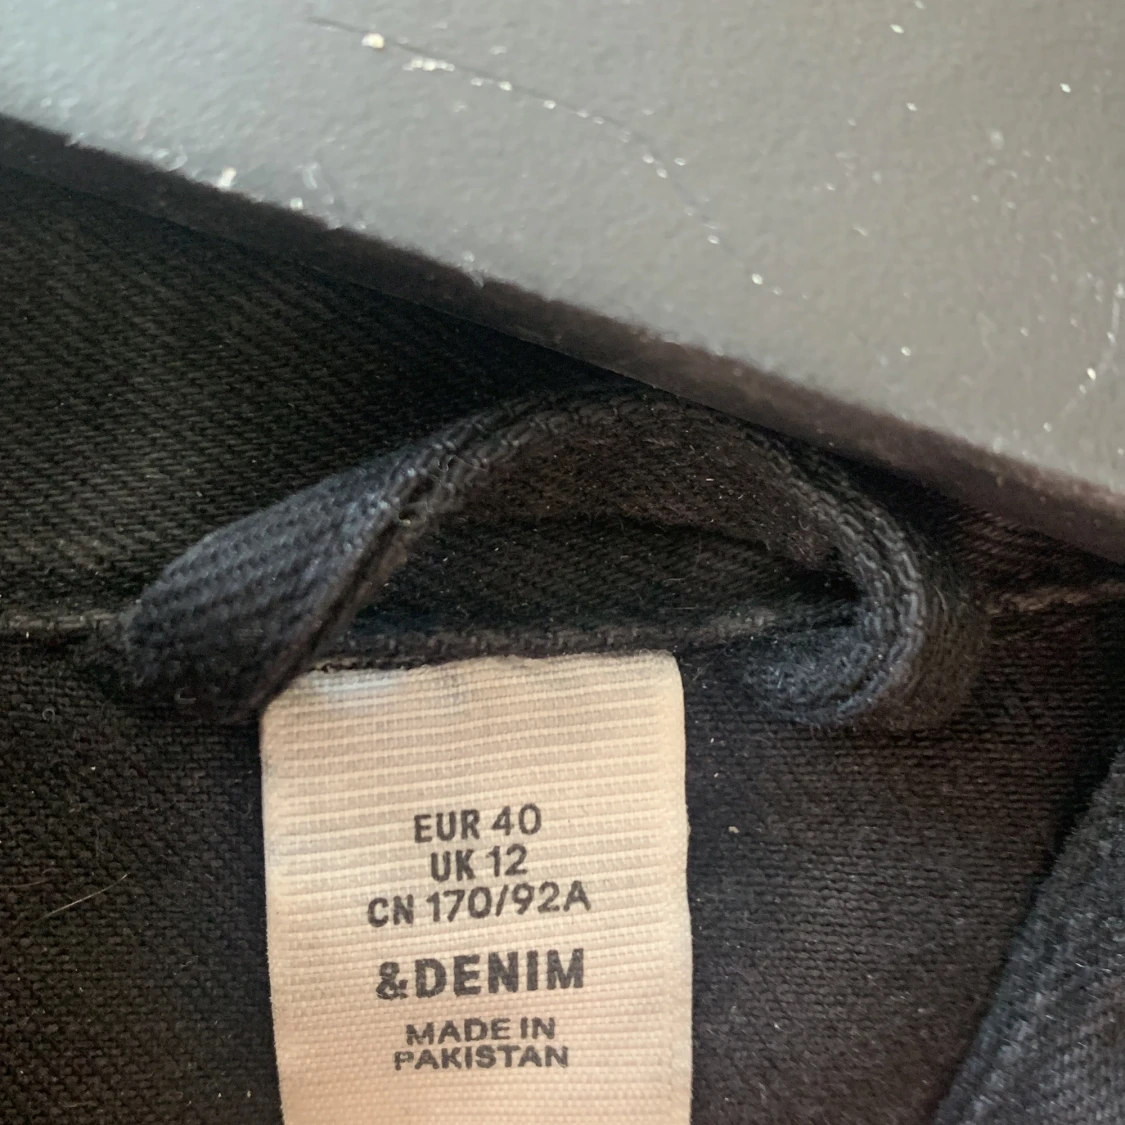 EUR 40
UK 12
CN 170/92A
&DENIM
MADE IN
PAKISTAN